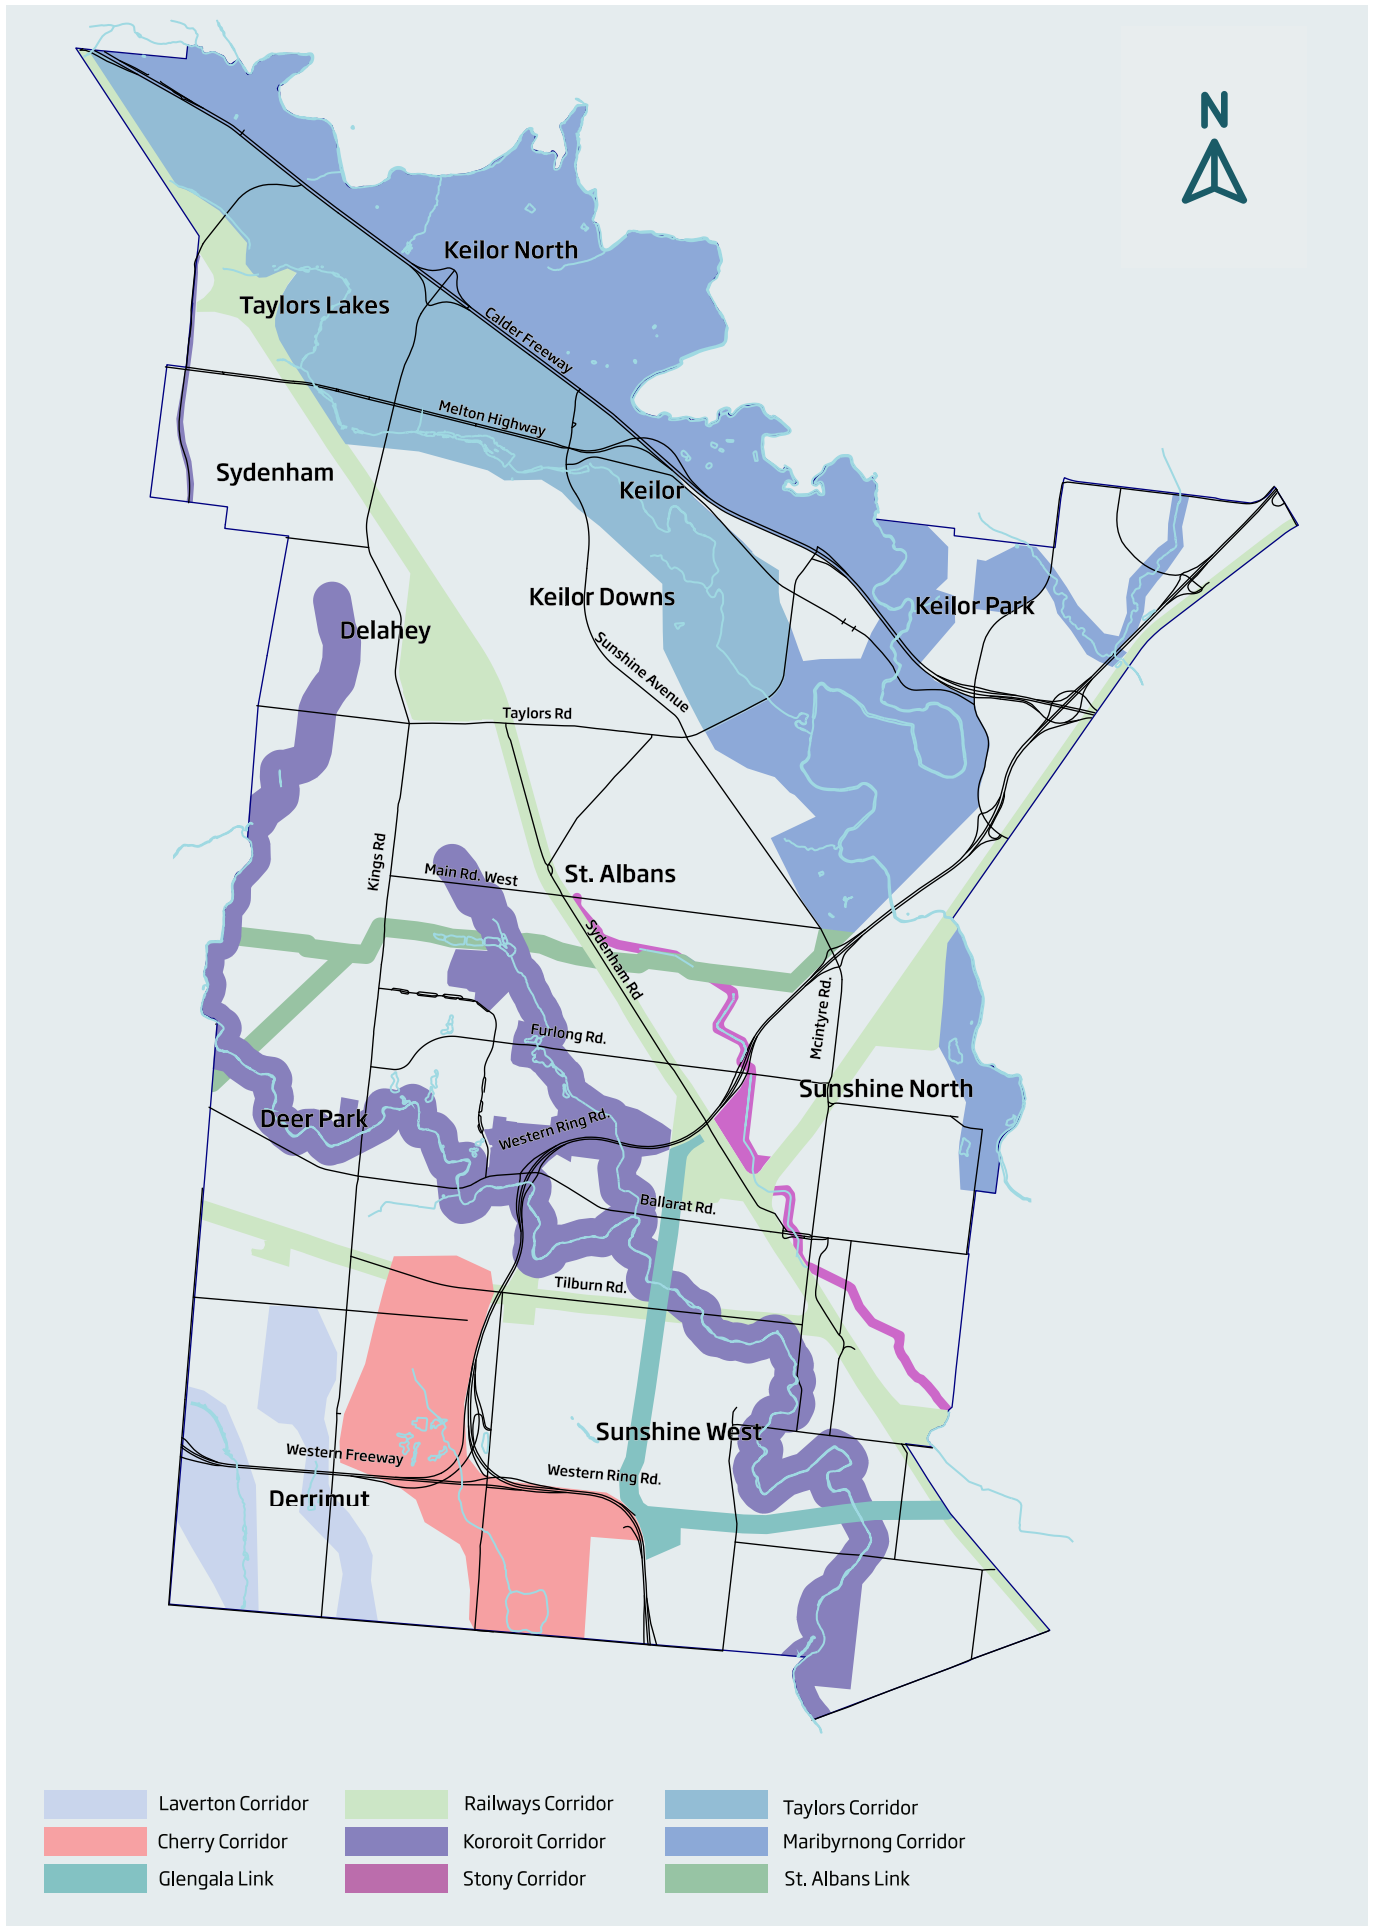 N
Keilor North
Taylors Lakes
Calder Freeway
Melton Highway
Sydenham
Keilor
Keilor Downs
Keilor Park
Delahey
Sunshine Avenue
Taylors Rd
Kings Rd
Main Rd. West
St. Albans
Sydenham Rd
Mcintyre Rd.
Furlong Rd.
Sunshine North
Deer Park
Western Ring Rd.
Ballarat Rd.
Tilburn Rd.
Sunshine West
Western Freeway
Western Ring Rd.
Derrimut
Laverton Corridor
Railways Corridor
Taylors Corridor
Cherry Corridor
Kororoit Corridor
Maribyrnong Corridor
Glengala Link
Stony Corridor
St. Albans Link